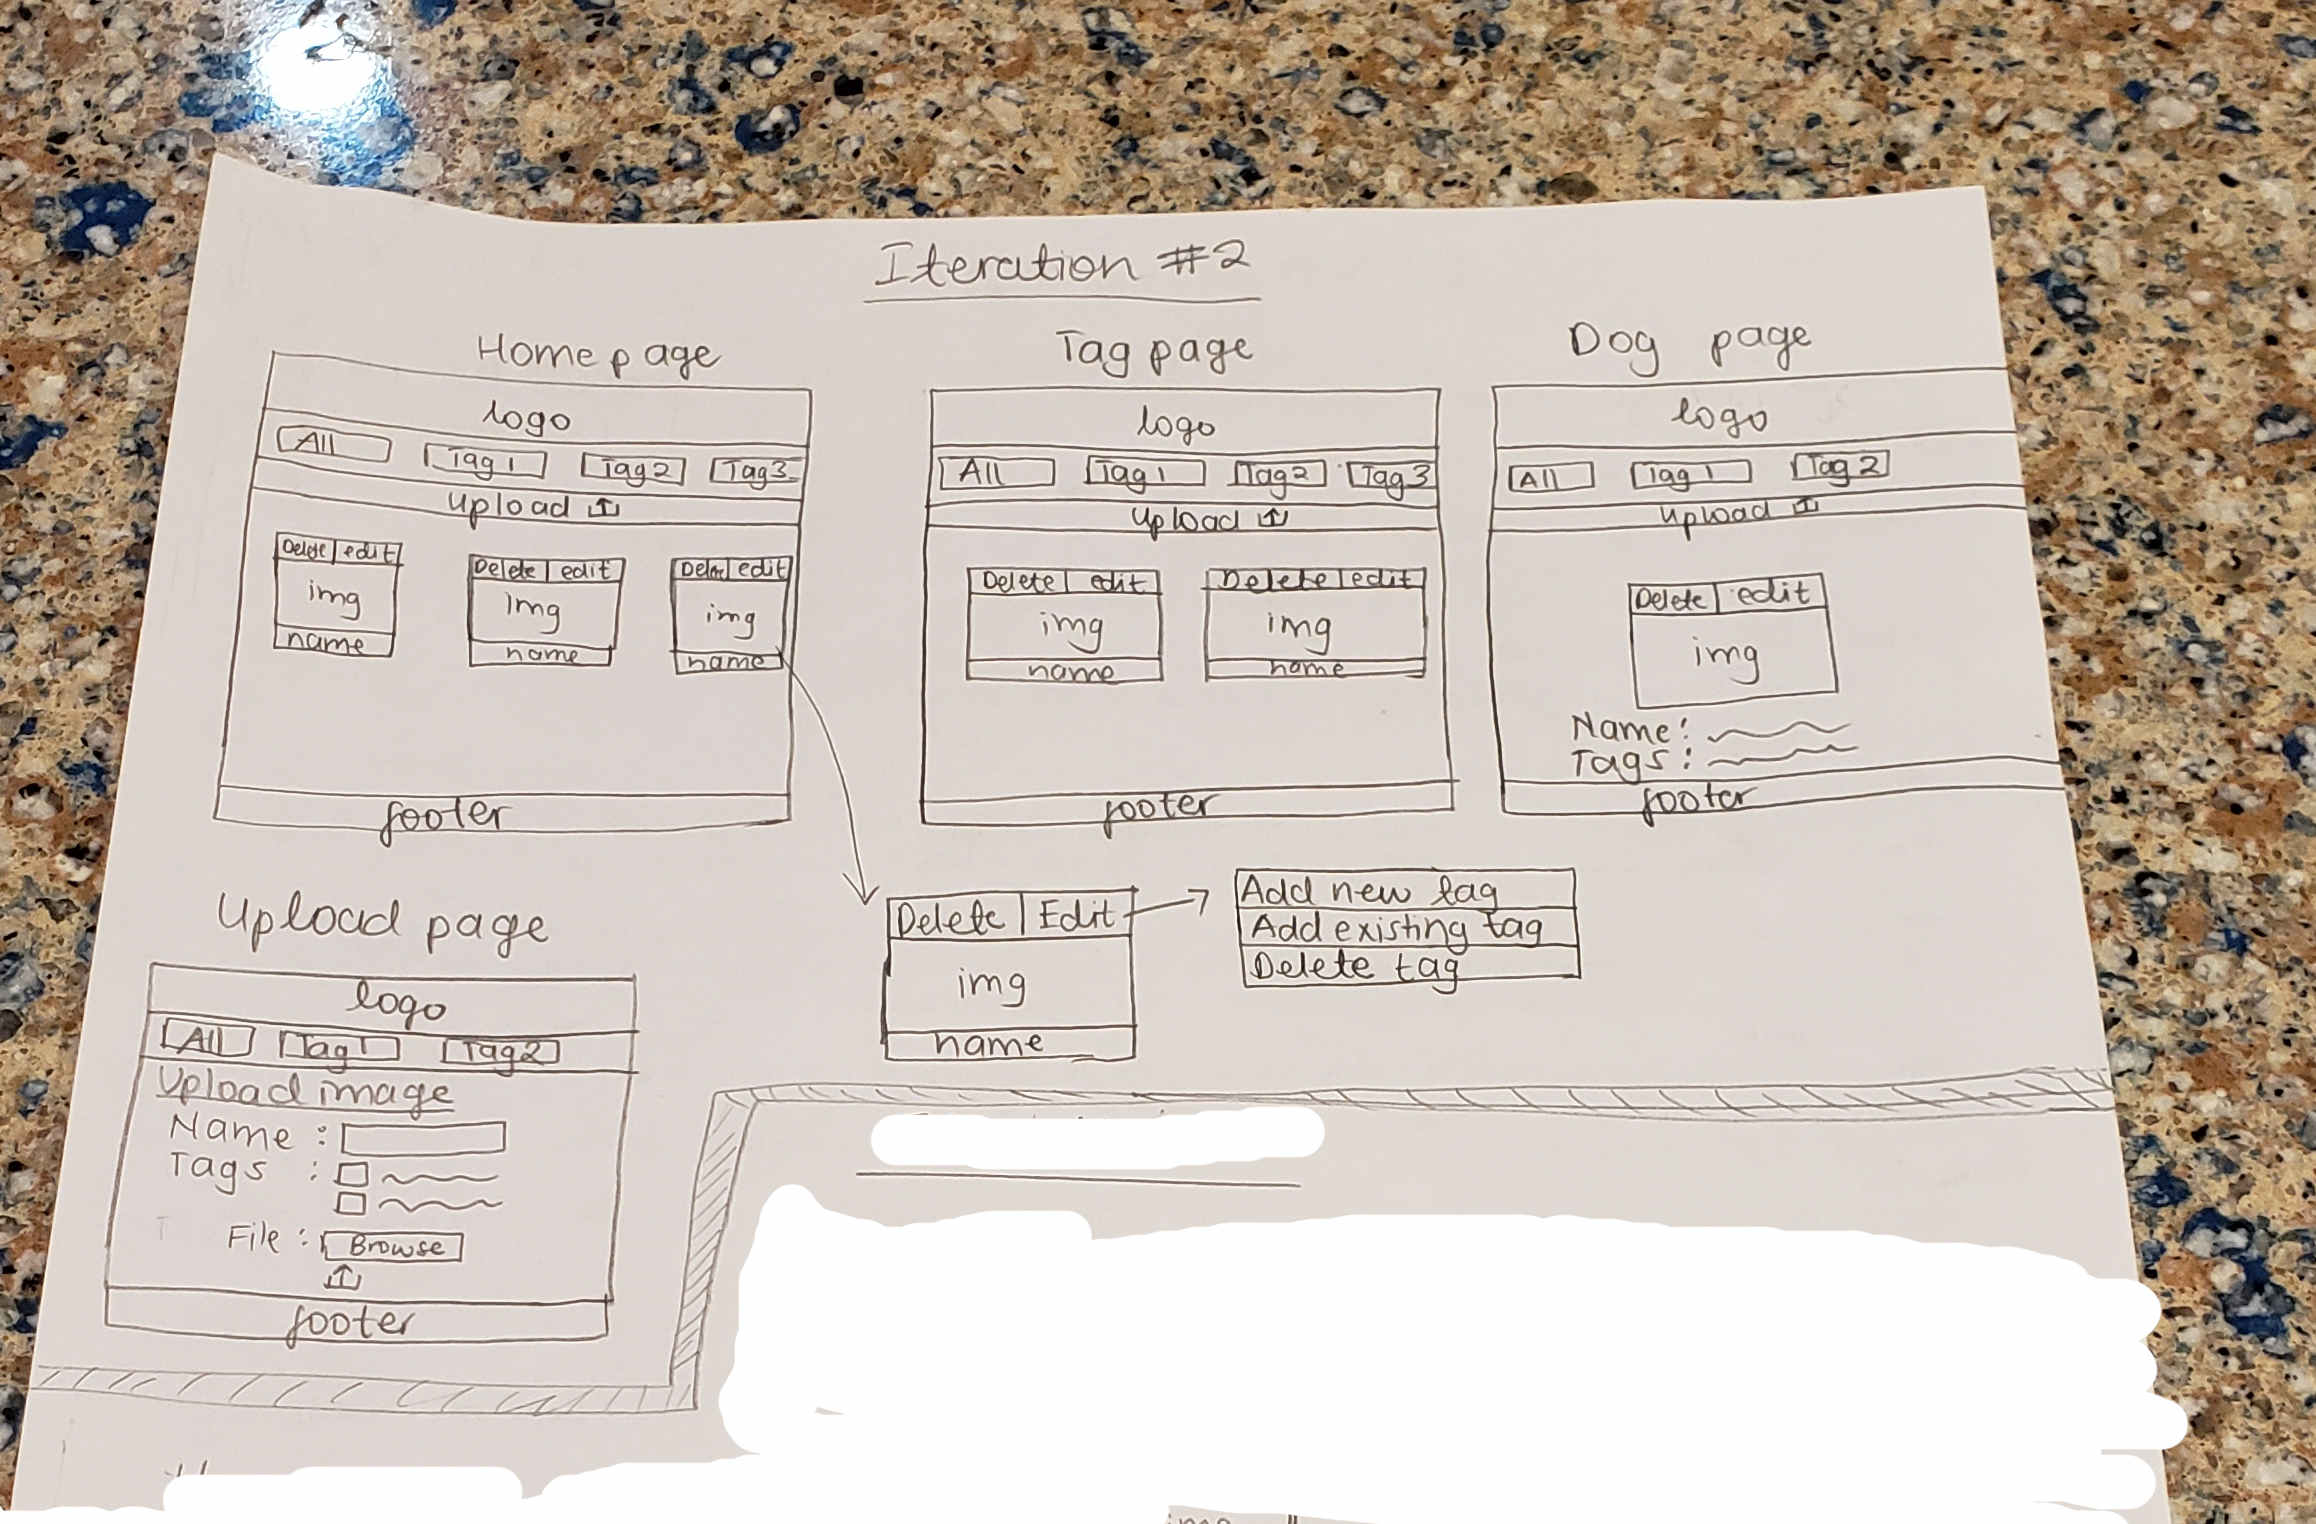 Iteration #2
Home page
logo
All Tag 1 Tag 2 Tag 3
Upload
Delete edit Delete edit Delete edit
img img img
name name name
footer
Tag page
logo
All Tag 1 Tag 2 Tag 3
Upload
Delete edit Delete edit
img img
name name
footer
Dog page
logo
All Tag 1 Tag 2
Upload
Delete edit
img
Name:
Tags:
footer
Delete Edit
img
name
Add new tag
Add existing tag
Delete tag
Upload page
logo
All Tag 1 Tag 2
Upload image
Name :
Tags :
File : Browse
footer